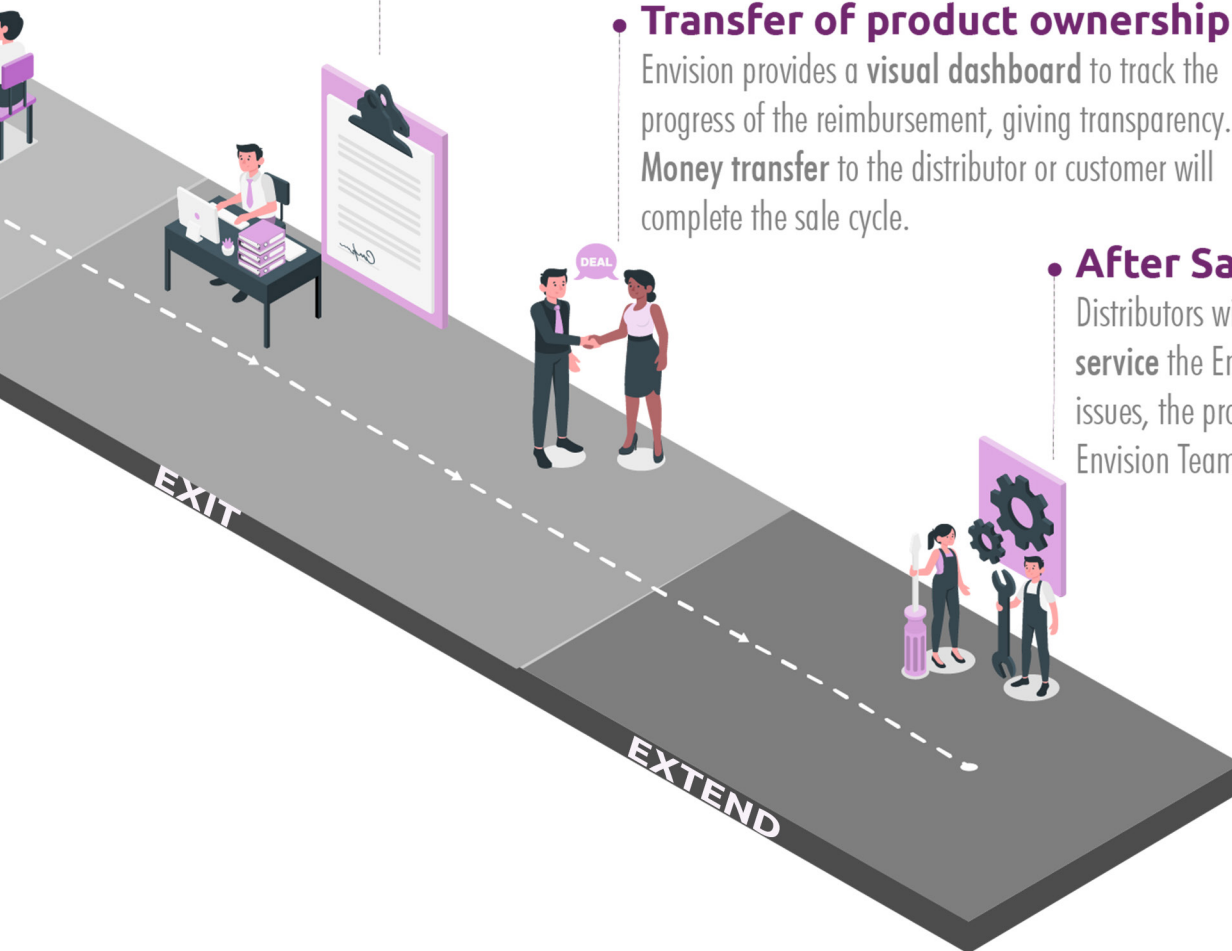 Transfer of product ownership
Envision provides a visual dashboard to track the
progress of the reimbursement, giving transparency.
Money transfer to the distributor or customer will
complete the sale cycle.
DEAL
After Sa
Distributors w
service the En
issues, the pro
Envision Team
EXIT
EXTEND